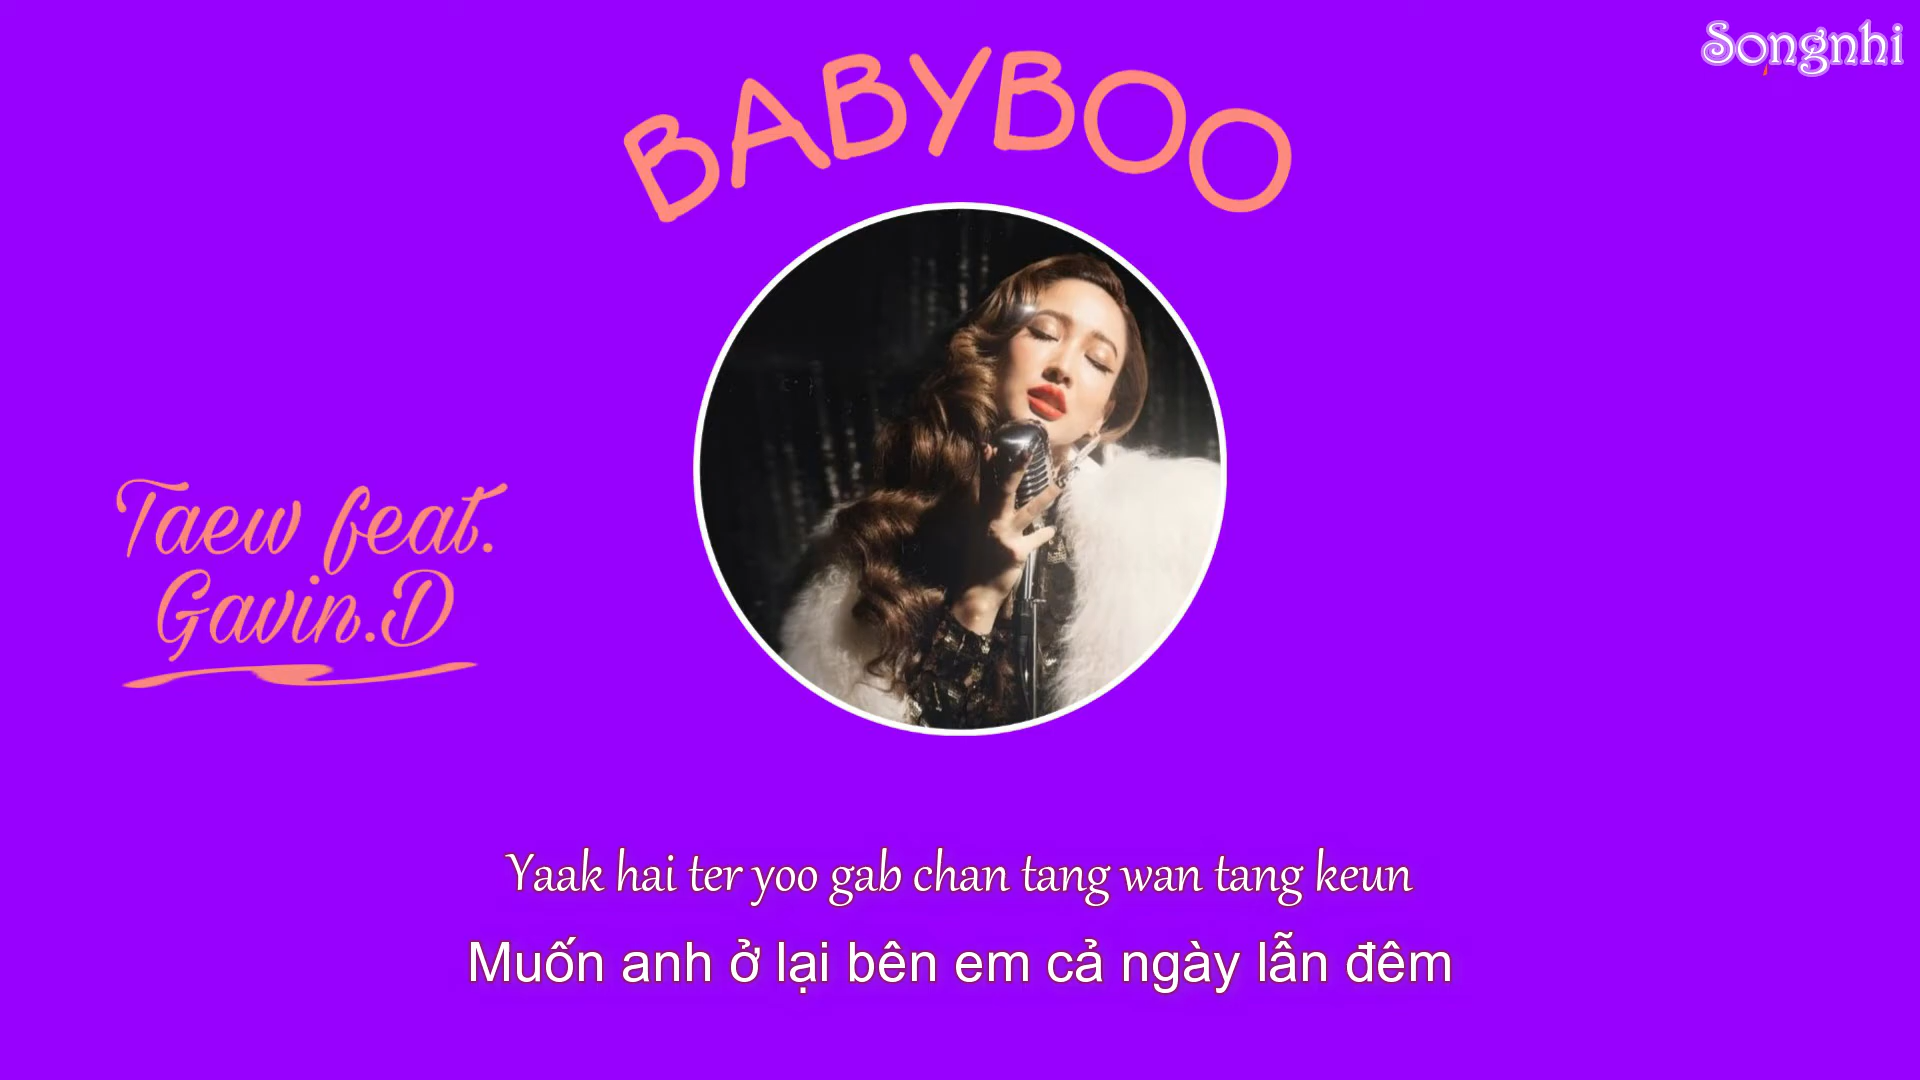 Songnhi
BABYBOO
Taew feat.
Gavin.D
Yaak hai ter yoo gab chan tang wan tang keun
Muốn anh ở lại bên em cả ngày lẫn đêm